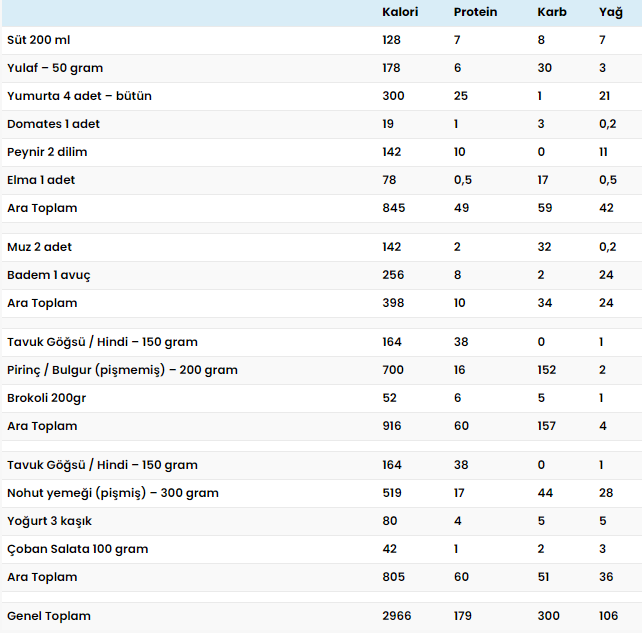 Kalori Protein Karb Yağ
Süt 200 ml 128 7 8 7
Yulaf – 50 gram 178 6 30 3
Yumurta 4 adet – bütün 300 25 1 21
Domates 1 adet 19 1 3 0,2
Peynir 2 dilim 142 10 0 11
Elma 1 adet 78 0,5 17 0,5
Ara Toplam 845 49 59 42
Muz 2 adet 142 2 32 0,2
Badem 1 avuç 256 8 2 24
Ara Toplam 398 10 34 24
Tavuk Göğsü / Hindi – 150 gram 164 38 0 1
Pirinç / Bulgur (pişmemiş) – 200 gram 700 16 152 2
Brokoli 200gr 52 6 5 1
Ara Toplam 916 60 157 4
Tavuk Göğsü / Hindi – 150 gram 164 38 0 1
Nohut yemeği (pişmiş) – 300 gram 519 17 44 28
Yoğurt 3 kaşık 80 4 5 5
Çoban Salata 100 gram 42 1 2 3
Ara Toplam 805 60 51 36
Genel Toplam 2966 179 300 106